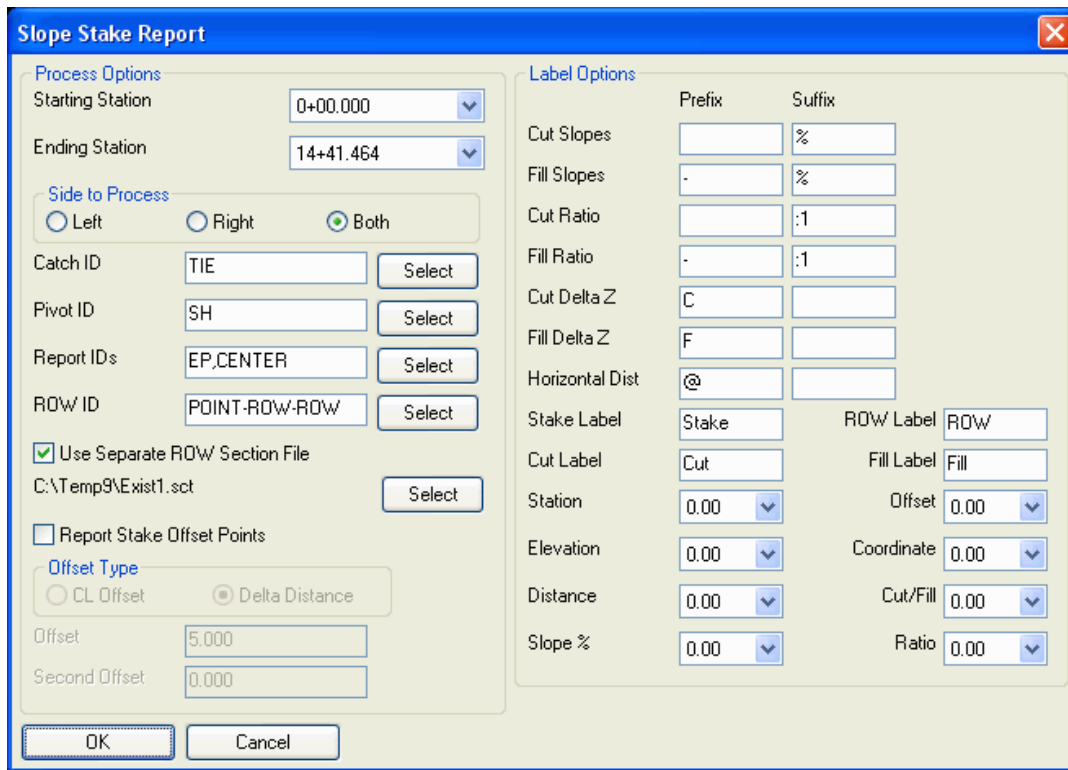 Slope Stake Report
Process Options
Starting Station 0+00.000
Ending Station 14+41.464
Side to Process
Left Right Both
Catch ID TIE Select
Pivot ID SH Select
Report IDs EP,CENTER Select
ROW ID POINT-ROW-ROW Select
Use Separate ROW Section File
C:\Temp9\Exist1.sct Select
Report Stake Offset Points
Offset Type
CL Offset Delta Distance
Offset 5.000
Second Offset 0.000
OK Cancel
Label Options
Prefix Suffix
Cut Slopes %
Fill Slopes - %
Cut Ratio :1
Fill Ratio - :1
Cut Delta Z C
Fill Delta Z F
Horizontal Dist @
Stake Label Stake ROW Label ROW
Cut Label Cut Fill Label Fill
Station 0.00 Offset 0.00
Elevation 0.00 Coordinate 0.00
Distance 0.00 Cut/Fill 0.00
Slope % 0.00 Ratio 0.00